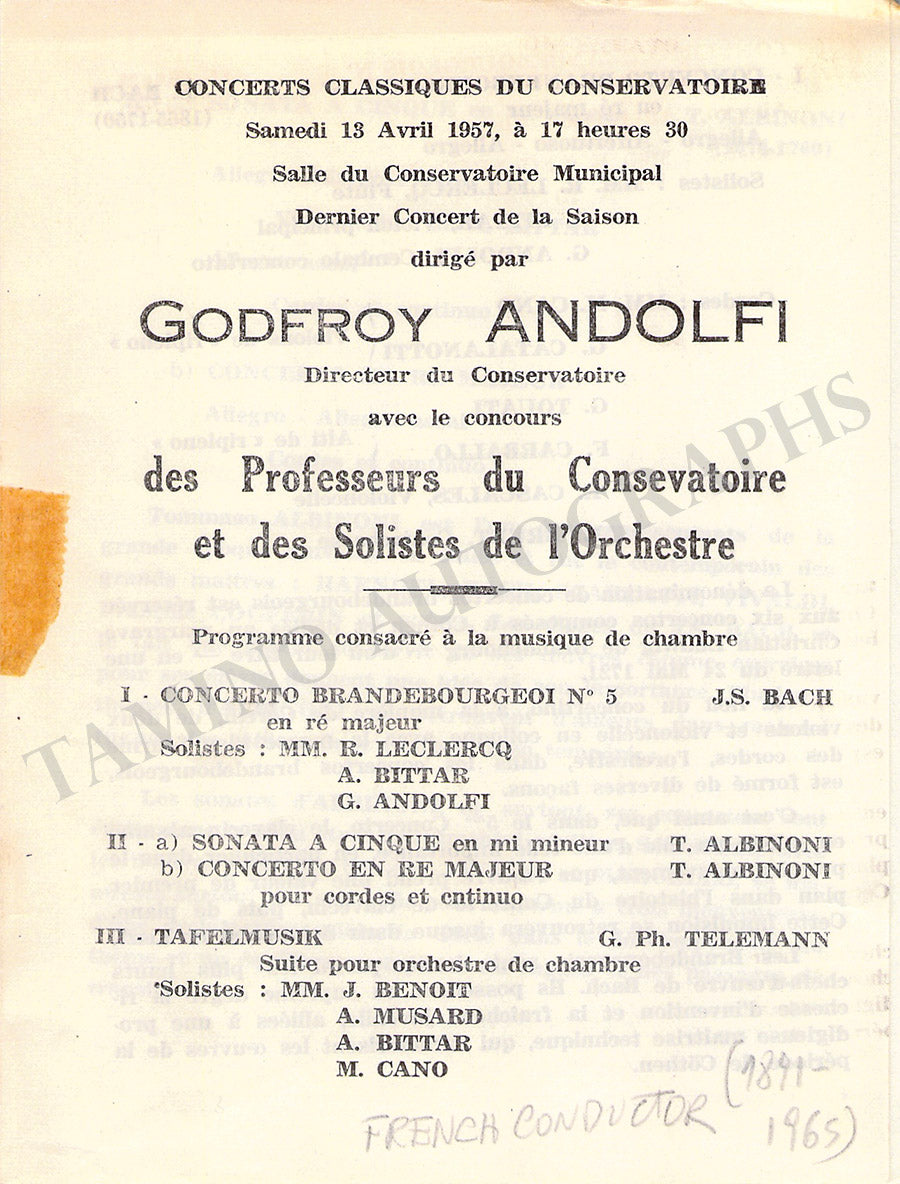 CONCERTS CLASSIQUES DU CONSERVATOIRE
Samedi 13 Avril 1957, à 17 heures 30
Salle du Conservatoire Municipal
Dernier Concert de la Saison
dirigé par
GODFROY ANDOLFI
Directeur du Conservatoire
avec le concours
des Professeurs du Consevatoire
et des Solistes de l'Orchestre
Programme consacré à la musique de chambre
I - CONCERTO BRANDEBOURGEOI N° 5 J.S. BACH
en ré majeur
Solistes : MM. R. LECLERCQ
A. BITTAR
G. ANDOLFI
II - a) SONATA A CINQUE en mi mineur T. ALBINONI
b) CONCERTO EN RE MAJEUR T. ALBINONI
pour cordes et cntinuo
III - TAFELMUSIK G. Ph. TELEMANN
Suite pour orchestre de chambre
Solistes : MM. J. BENOIT
A. MUSARD
A. BITTAR
M. CANO
FRENCH CONDUCTOR (1891-
1965)
TAMINO AUTOGRAPHS